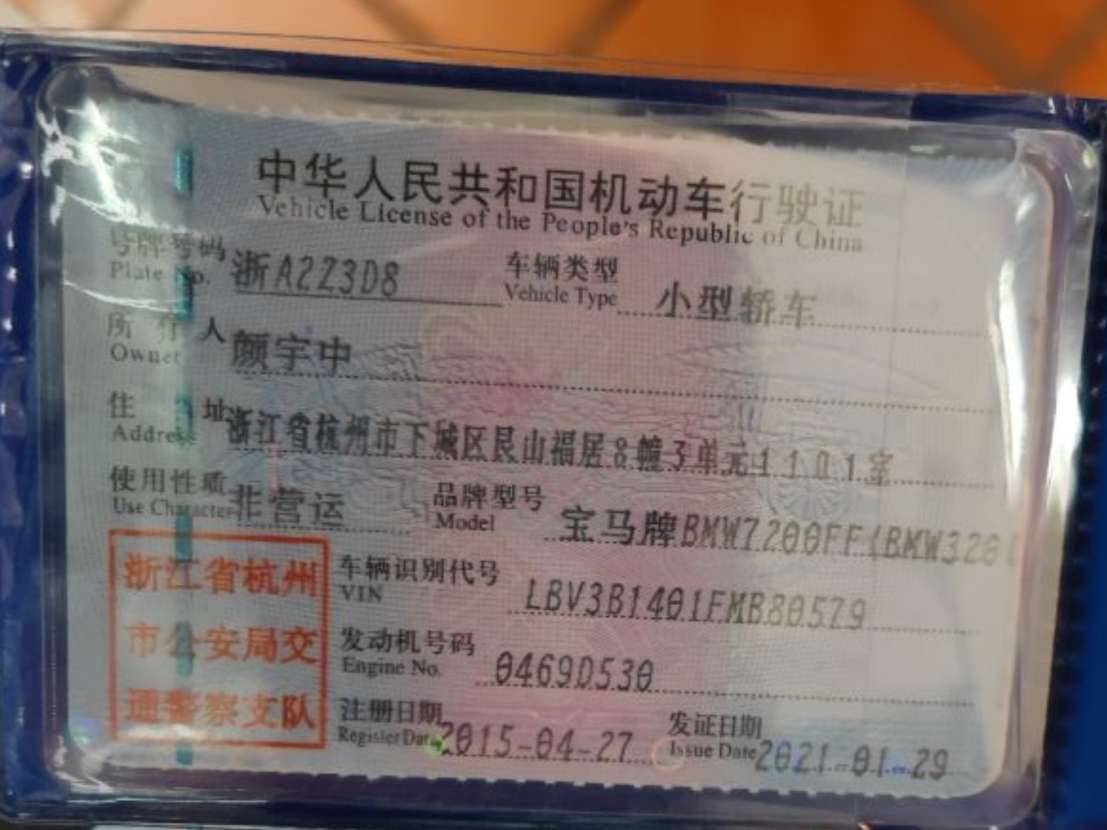 中华人民共和国机动车行驶证
Vehicle License of the People's Republic of China
号牌号码 浙A2Z3D8 车辆类型 小型轿车
Plate No. Vehicle Type
所有人 颜宇中
Owner
住址 浙江省杭州市下城区艮山福居8幢3单元1101室
Address
使用性质 非营运 品牌型号 宝马牌BMW7200FF(BMW320
Use Character Model
浙江省杭州
市公安局交
通警察支队
车辆识别代号 LBV3B1401FMB80579
VIN
发动机号码 0469D530
Engine No.
注册日期 2015-04-27 发证日期 2021-01-29
Register Date Issue Date